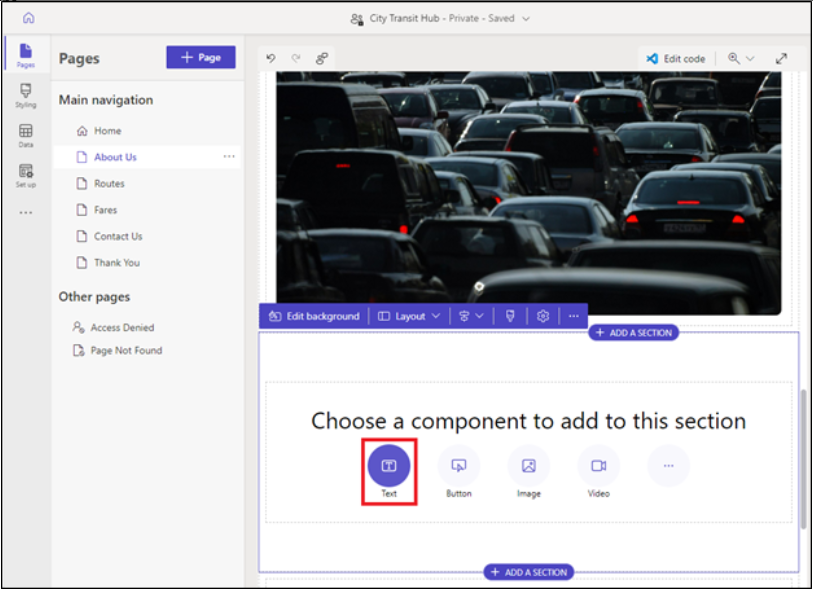 City Transit Hub - Private - Saved
Pages
Styling
Data
Set up
Pages
+ Page
Main navigation
Home
About Us
Routes
Fares
Contact Us
Thank You
Other pages
Access Denied
Page Not Found
Edit code
Edit background
Layout
+ ADD A SECTION
Choose a component to add to this section
Text
Button
Image
Video
+ ADD A SECTION